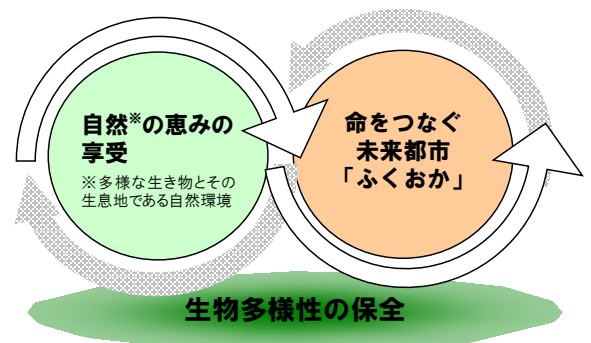 自然※の恵みの
享受
※多様な生き物とその
生息地である自然環境
命をつなぐ
未来都市
「ふくおか」
生物多様性の保全